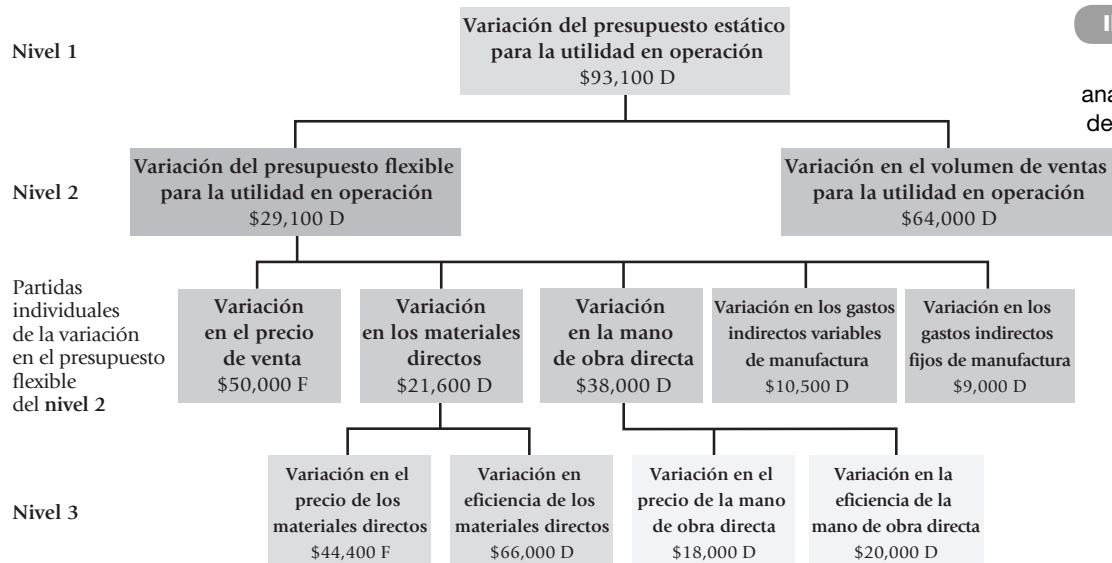 Nivel 1
Variación del presupuesto estático
para la utilidad en operación
$93,100 D
Nivel 2
Variación del presupuesto flexible
para la utilidad en operación
$29,100 D
Variación en el volumen de ventas
para la utilidad en operación
$64,000 D
Partidas
individuales
de la variación
en el presupuesto
flexible
del nivel 2
Variación
en el precio
de venta
$50,000 F
Variación
en los materiales
directos
$21,600 D
Variación
en la mano
de obra directa
$38,000 D
Variación en los gastos
indirectos variables
de manufactura
$10,500 D
Variación en los
gastos indirectos
fijos de manufactura
$9,000 D
Nivel 3
Variación en el
precio de los
materiales directos
$44,400 F
Variación en
eficiencia de los
materiales directos
$66,000 D
Variación en el
precio de la mano
de obra directa
$18,000 D
Variación en la
eficiencia de la
mano de obra directa
$20,000 D